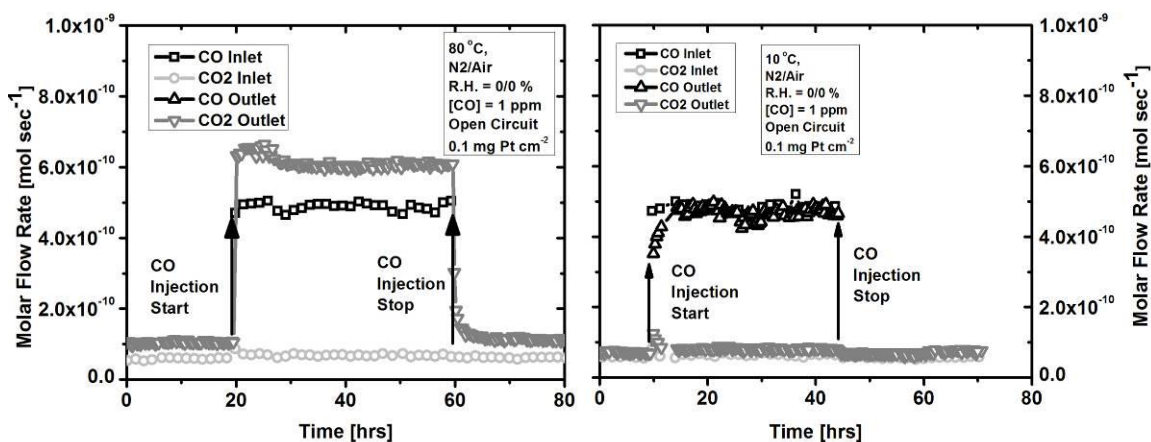 1.0x10⁻⁹
8.0x10⁻¹⁰
6.0x10⁻¹⁰
4.0x10⁻¹⁰
2.0x10⁻¹⁰
0.0
Molar Flow Rate [mol sec⁻¹]
CO Inlet
CO2 Inlet
CO Outlet
CO2 Outlet
80 °C,
N2/Air
R.H. = 0/0 %
[CO] = 1 ppm
Open Circuit
0.1 mg Pt cm⁻²
CO
Injection
Start
CO
Injection
Stop
0 20 40 60 80
Time [hrs]
CO Inlet
CO2 Inlet
CO Outlet
CO2 Outlet
10 °C,
N2/Air
R.H. = 0/0 %
[CO] = 1 ppm
Open Circuit
0.1 mg Pt cm⁻²
CO
Injection
Start
CO
Injection
Stop
0 20 40 60 80
Time [hrs]
1.0x10⁻⁹
8.0x10⁻¹⁰
6.0x10⁻¹⁰
4.0x10⁻¹⁰
2.0x10⁻¹⁰
0.0
Molar Flow Rate [mol sec⁻¹]